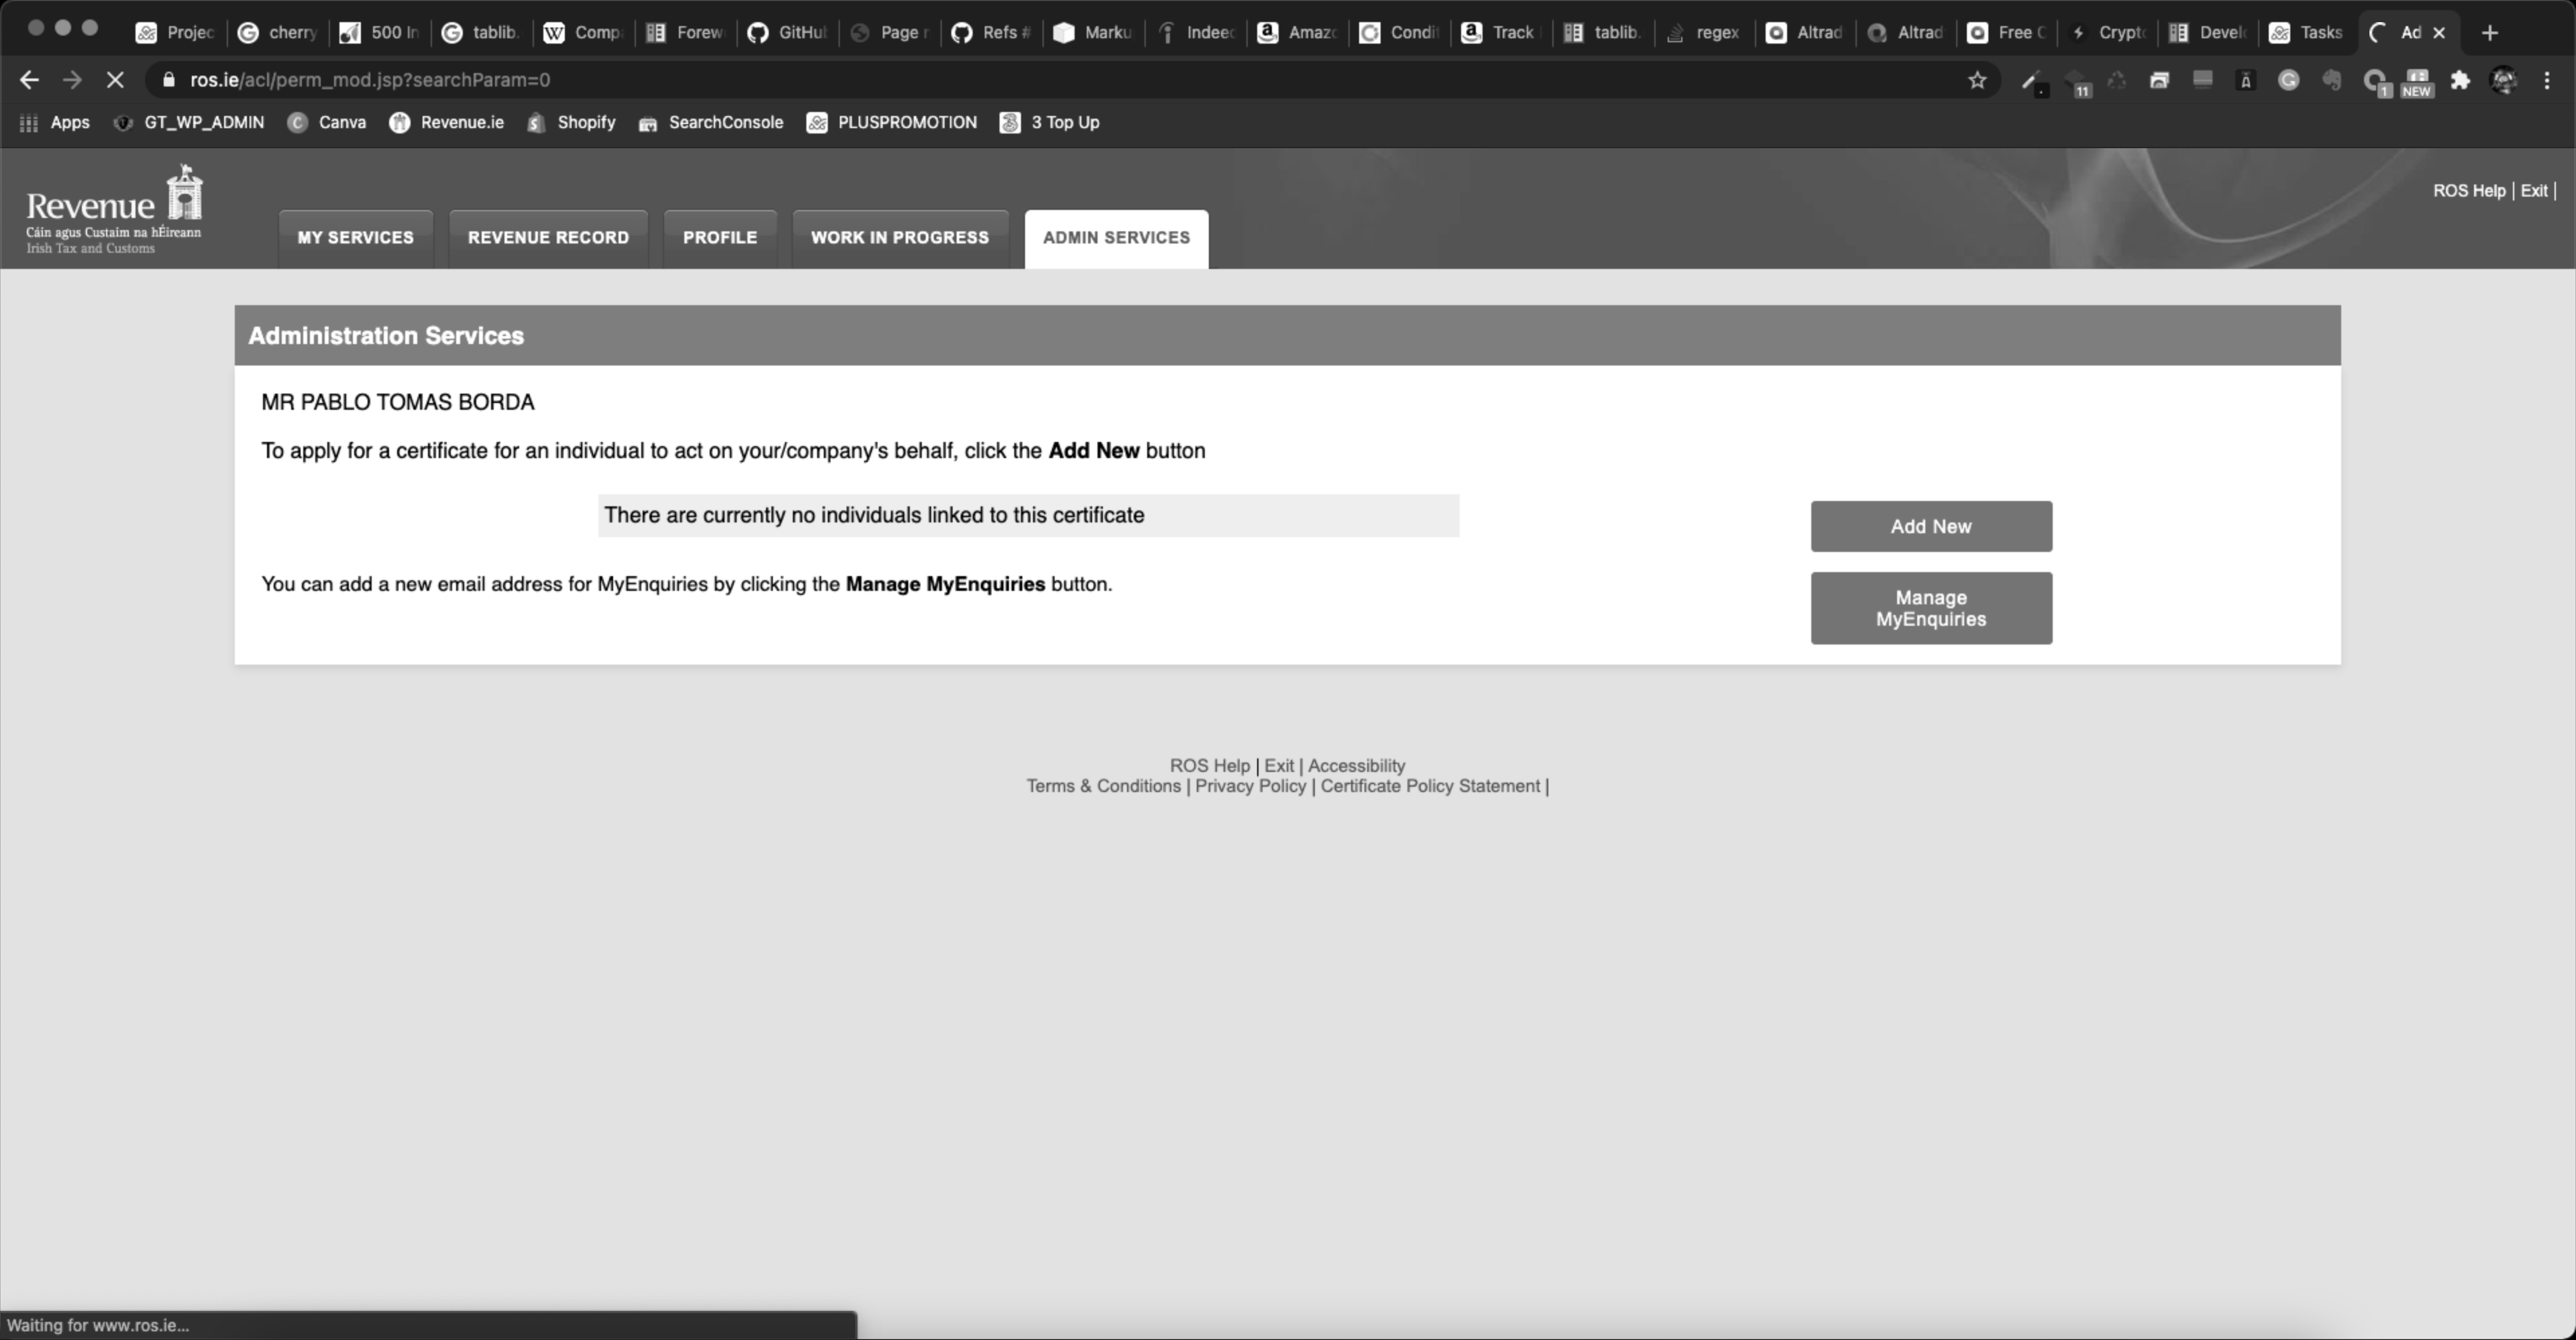 Projec cherry 500 In tablib. Comp Forew GitHu Page r Refs # Marku Indeed Amazo Condi Track tablib. regex Altrad Altrad Free C Crypto Devel Tasks Ad
ros.ie/acl/perm_mod.jsp?searchParam=0
11 1 NEW
Apps GT_WP_ADMIN Canva Revenue.ie Shopify SearchConsole PLUSPROMOTION 3 Top Up
Revenue
Cáin agus Custaim na hÉireann
Irish Tax and Customs
ROS Help | Exit |
MY SERVICES REVENUE RECORD PROFILE WORK IN PROGRESS ADMIN SERVICES
Administration Services
MR PABLO TOMAS BORDA
To apply for a certificate for an individual to act on your/company's behalf, click the Add New button
There are currently no individuals linked to this certificate
Add New
You can add a new email address for MyEnquiries by clicking the Manage MyEnquiries button.
Manage
MyEnquiries
ROS Help | Exit | Accessibility
Terms & Conditions | Privacy Policy | Certificate Policy Statement |
Waiting for www.ros.ie...